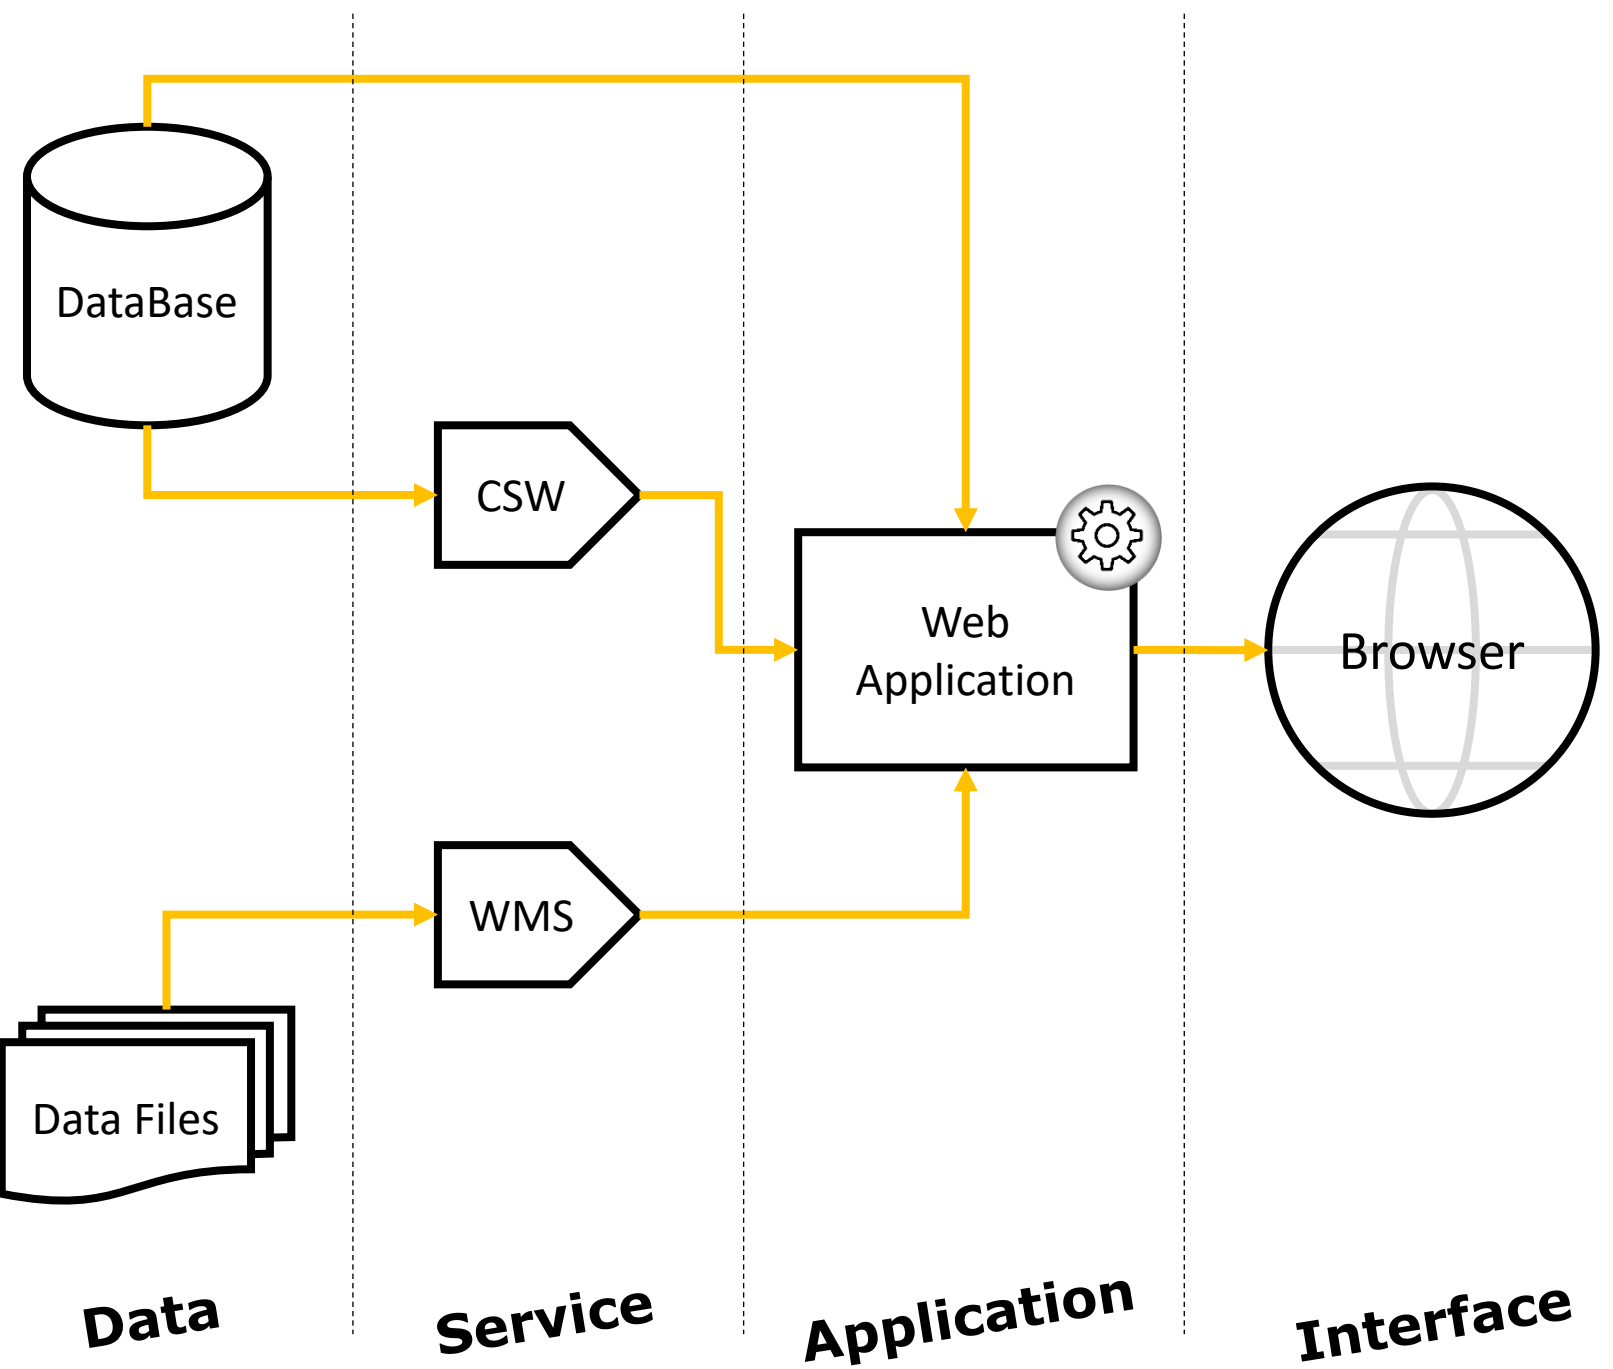 DataBase
CSW
Web
Application
Browser
WMS
Data Files
Data
Service
Application
Interface